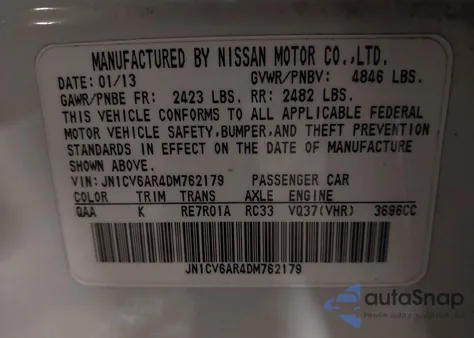 MANUFACTURED BY NISSAN MOTOR CO.,LTD.
DATE: 01/13 GVWR/PNBV: 4846 LBS.
GAWR/PNBE FR: 2423 LBS. RR: 2482 LBS.
THIS VEHICLE CONFORMS TO ALL APPLICABLE FEDERAL
MOTOR VEHICLE SAFETY,BUMPER,AND THEFT PREVENTION
STANDARDS IN EFFECT ON THE DATE OF MANUFACTURE
SHOWN ABOVE.
VIN: JN1CV6AR4DM762179 PASSENGER CAR
COLOR TRIM TRANS AXLE ENGINE
QAA K RE7R01A RC33 VQ37(VHR) 3696CC
JN1CV6AR4DM762179
autoSnap